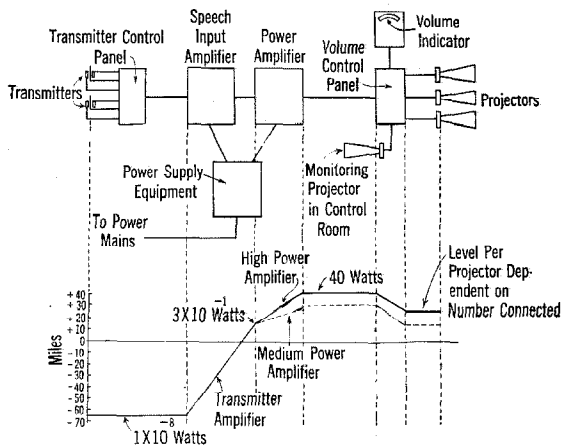 Transmitter Control
Panel
Speech
Input
Amplifier
Power
Amplifier
Volume
Control
Panel
Volume
Indicator
Transmitters
Projectors
Power Supply
Equipment
Monitoring
Projector
in Control
Room
To Power
Mains
High Power
Amplifier
40 Watts
Level Per
Projector Dep-
endent on
Number Connected
3X10⁻¹ Watts
Medium Power
Amplifier
Transmitter
Amplifier
1X10⁻⁸ Watts
Miles
+40
+30
+20
+10
0
-10
-20
-30
-40
-50
-60
-70